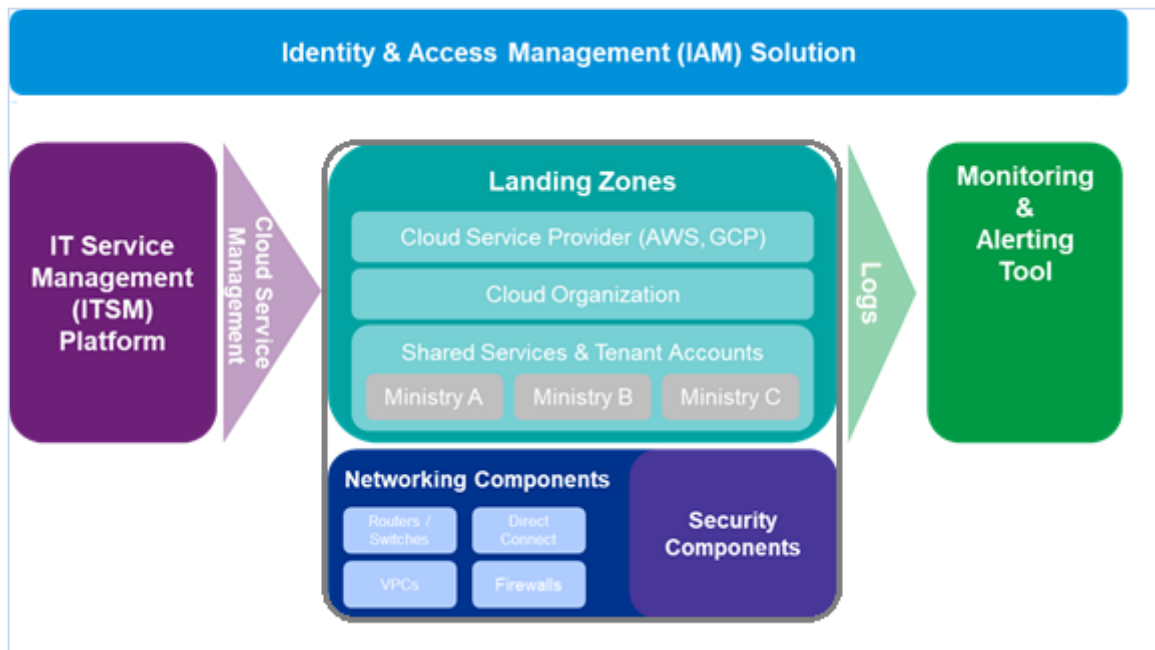 Identity & Access Management (IAM) Solution
IT Service
Management
(ITSM)
Platform
Cloud Service
Management
Landing Zones
Cloud Service Provider (AWS, GCP)
Cloud Organization
Shared Services & Tenant Accounts
Ministry A
Ministry B
Ministry C
Networking Components
Routers /
Switches
Direct
Connect
VPCs
Firewalls
Security
Components
Logs
Monitoring
&
Alerting
Tool